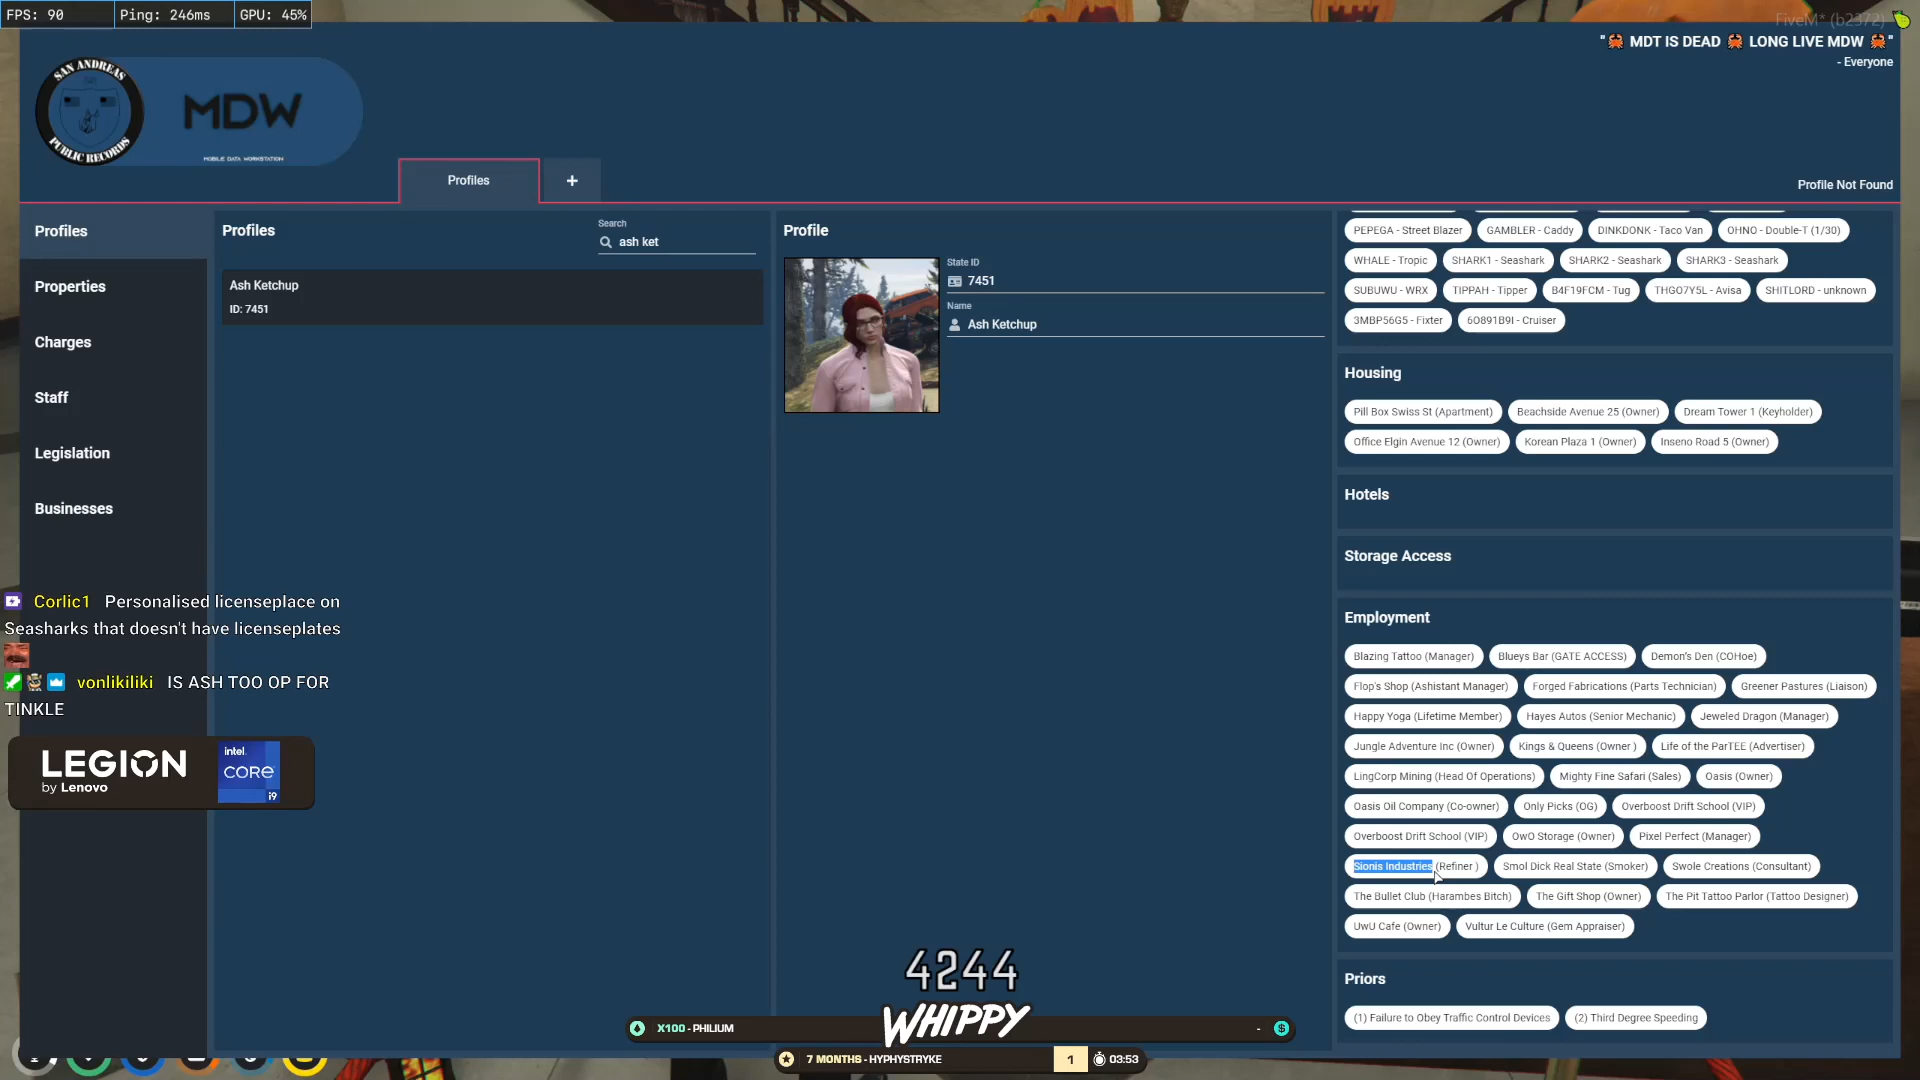 FPS: 90 Ping: 246ms GPU: 45%
FiveM* (b2372)
"🦀 MDT IS DEAD 🦀 LONG LIVE MDW 🦀"
- Everyone
SAN ANDREAS
PUBLIC RECORDS
MDW
MOBILE DATA WORKSTATION
Profiles
+
Profile Not Found
Profiles
Properties
Charges
Staff
Legislation
Businesses
Profiles
Search
ash ket
Ash Ketchup
ID: 7451
Profile
State ID
7451
Name
Ash Ketchup
PEPEGA - Street Blazer GAMBLER - Caddy DINKDONK - Taco Van OHNO - Double-T (1/30)
WHALE - Tropic SHARK1 - Seashark SHARK2 - Seashark SHARK3 - Seashark
SUBUWU - WRX TIPPAH - Tipper B4F19FCM - Tug THGO7Y5L - Avisa SHITLORD - unknown
3MBP56G5 - Fixter 6O891B9I - Cruiser
Housing
Pill Box Swiss St (Apartment) Beachside Avenue 25 (Owner) Dream Tower 1 (Keyholder)
Office Elgin Avenue 12 (Owner) Korean Plaza 1 (Owner) Inseno Road 5 (Owner)
Hotels
Storage Access
Employment
Blazing Tattoo (Manager) Blueys Bar (GATE ACCESS) Demon's Den (COHoe)
Flop's Shop (Ashistant Manager) Forged Fabrications (Parts Technician) Greener Pastures (Liaison)
Happy Yoga (Lifetime Member) Hayes Autos (Senior Mechanic) Jeweled Dragon (Manager)
Jungle Adventure Inc (Owner) Kings & Queens (Owner ) Life of the ParTEE (Advertiser)
LingCorp Mining (Head Of Operations) Mighty Fine Safari (Sales) Oasis (Owner)
Oasis Oil Company (Co-owner) Only Picks (OG) Overboost Drift School (VIP)
Overboost Drift School (VIP) OwO Storage (Owner) Pixel Perfect (Manager)
Sionis Industries (Refiner ) Smol Dick Real State (Smoker) Swole Creations (Consultant)
The Bullet Club (Harambes Bitch) The Gift Shop (Owner) The Pit Tattoo Parlor (Tattoo Designer)
UwU Cafe (Owner) Vultur Le Culture (Gem Appraiser)
Priors
(1) Failure to Obey Traffic Control Devices (2) Third Degree Speeding
Corlic1 Personalised licenseplace on
Seasharks that doesn't have licenseplates
vonlikiliki IS ASH TOO OP FOR
TINKLE
LEGION
by Lenovo
intel.
CORE
i9
4244
WHIPPY
X100 - PHILIUM -
7 MONTHS - HYPHYSTRYKE 1 03:53